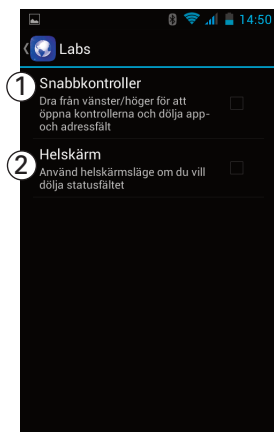 14:50
Labs
1
Snabbkontroller
Dra från vänster/höger för att
öppna kontrollerna och dölja app-
och adressfält
2
Helskärm
Använd helskärmsläge om du vill
dölja statusfältet